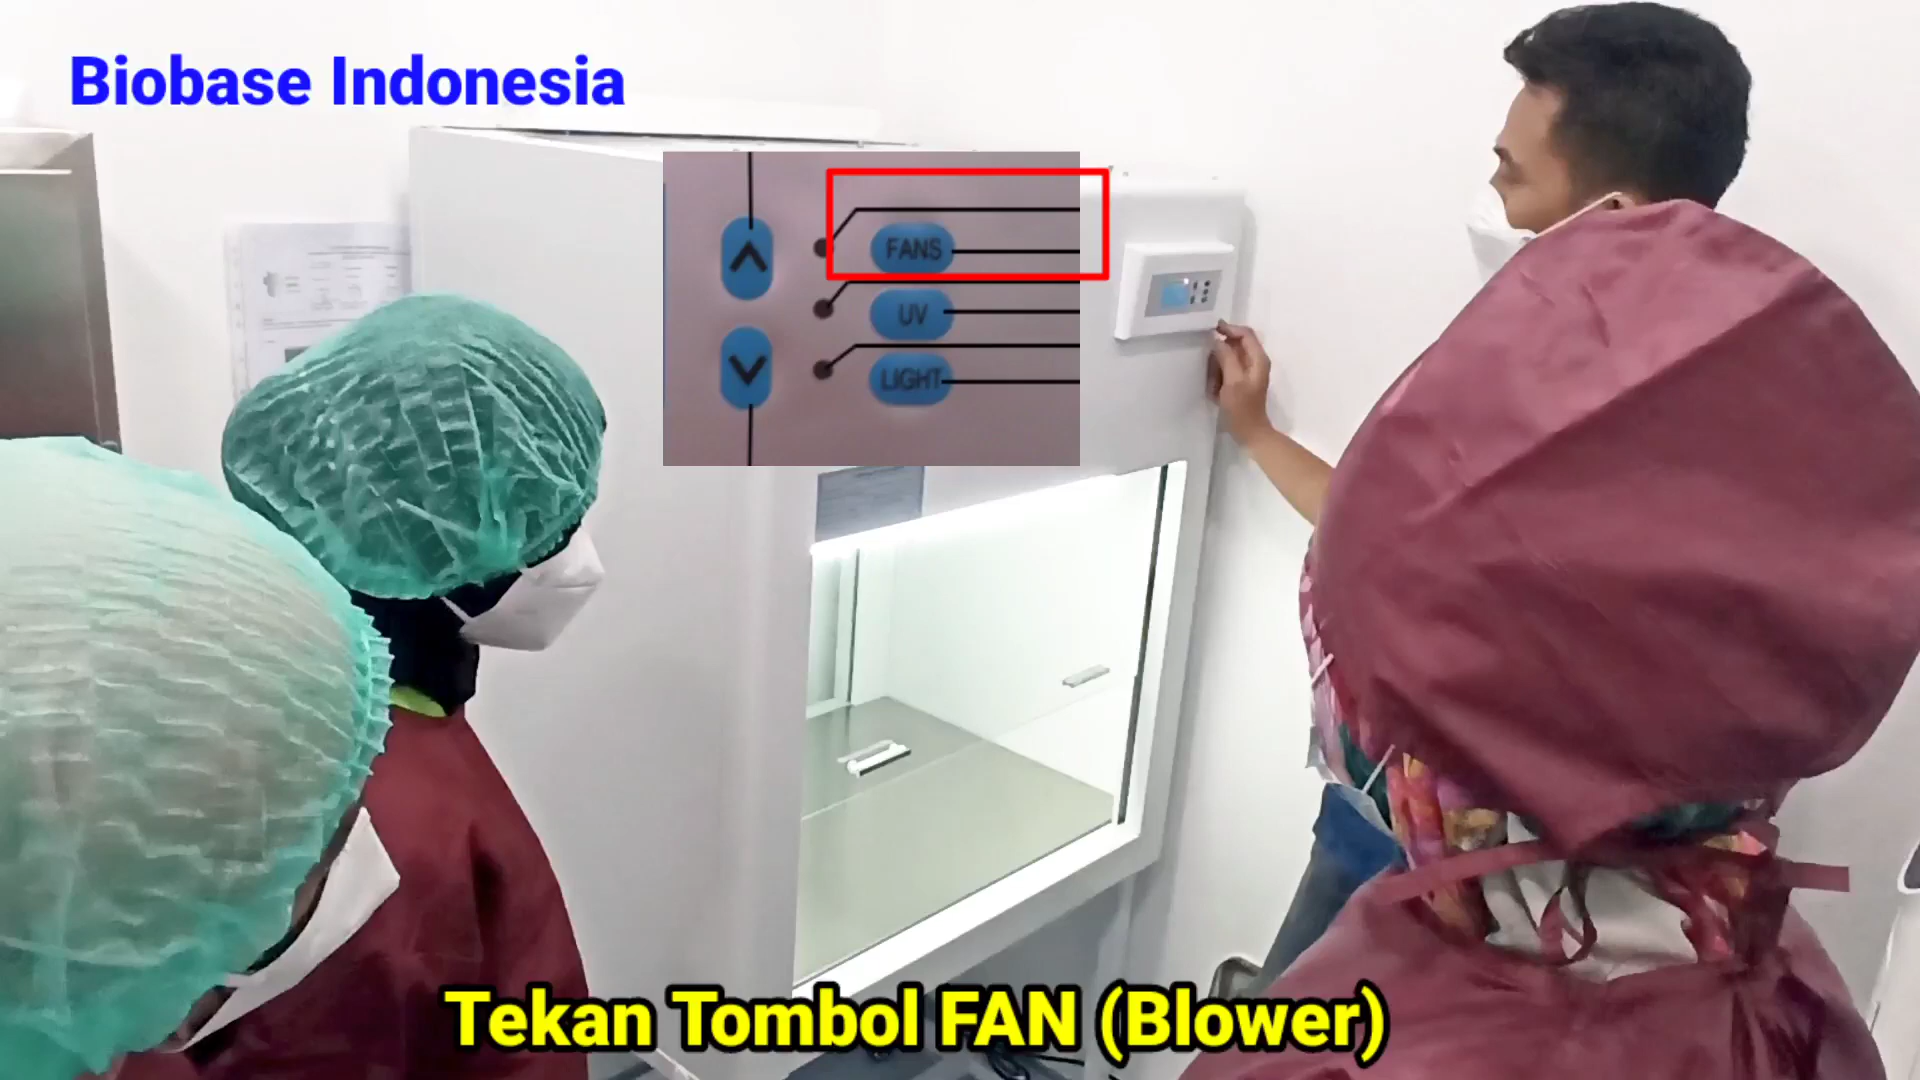 Biobase Indonesia
FANS
UV
LIGHT
Tekan Tombol FAN (Blower)